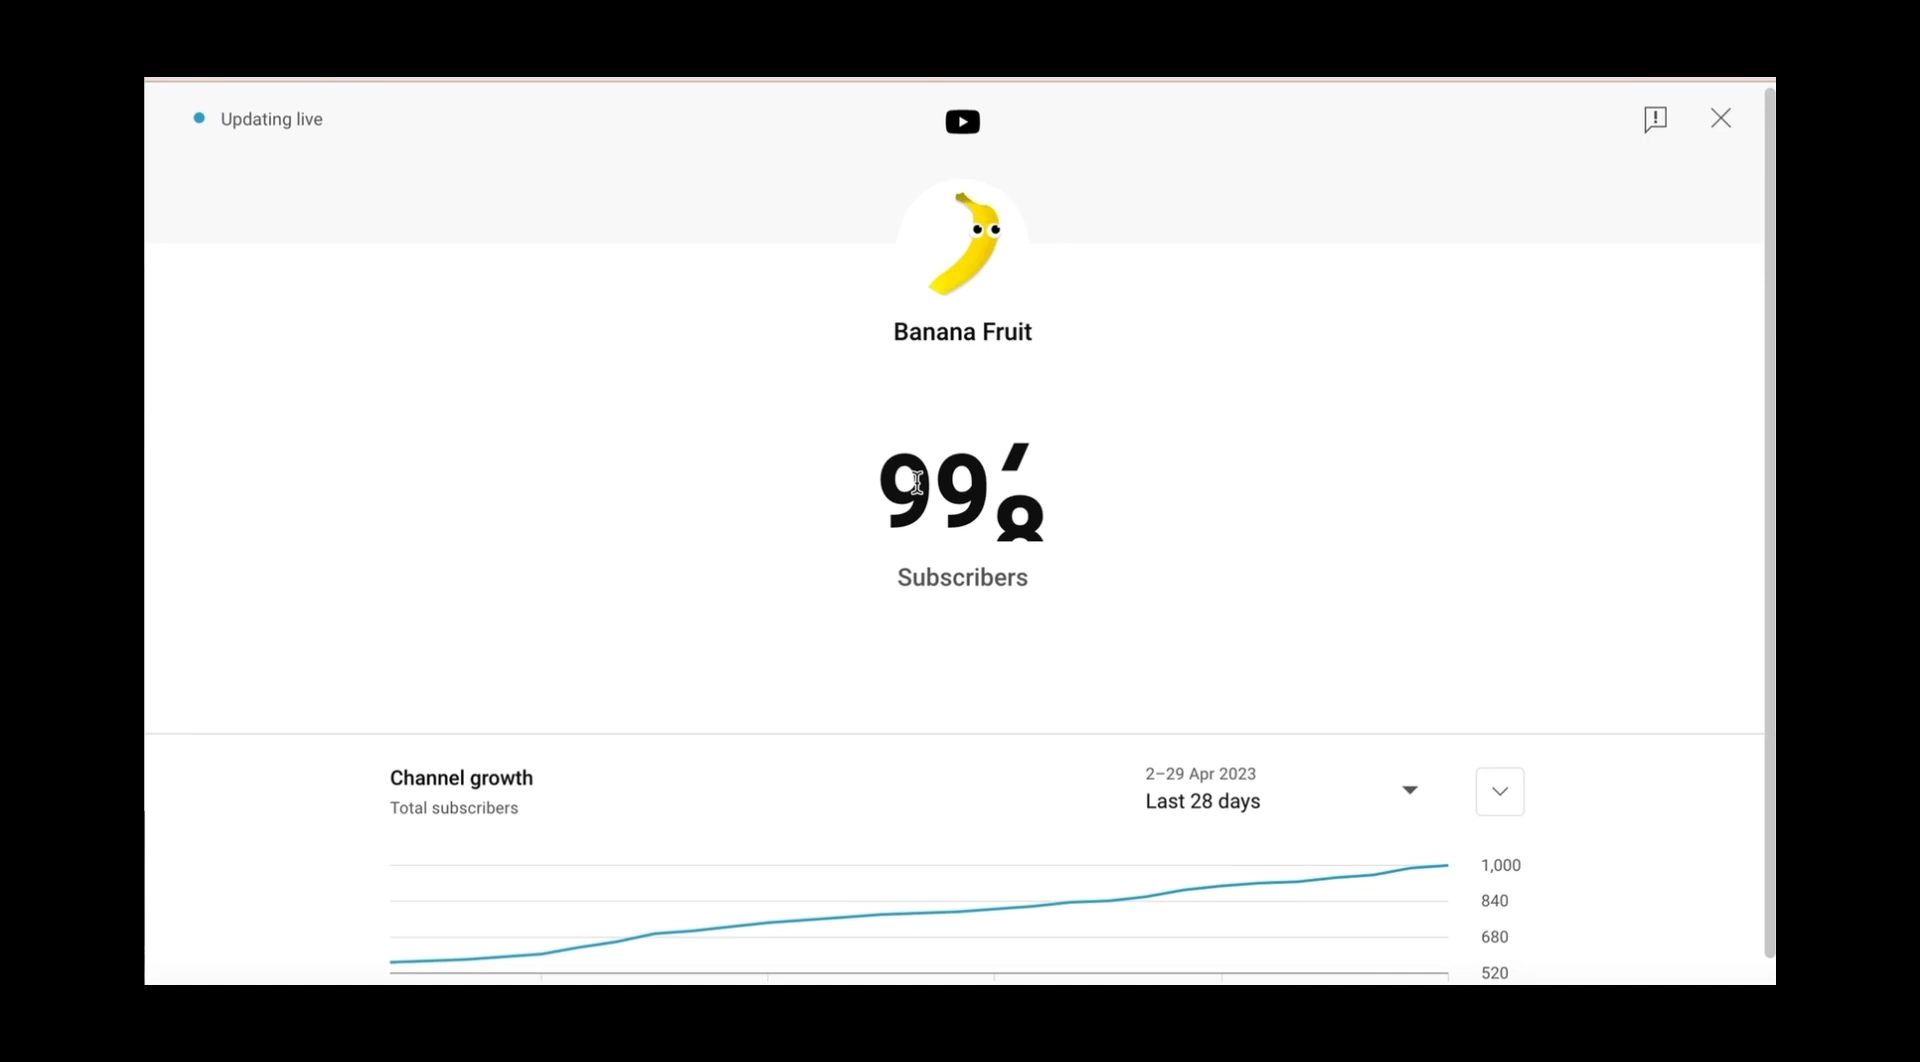 Updating live
Banana Fruit
99
Subscribers
Channel growth
Total subscribers
2–29 Apr 2023
Last 28 days
1,000
840
680
520